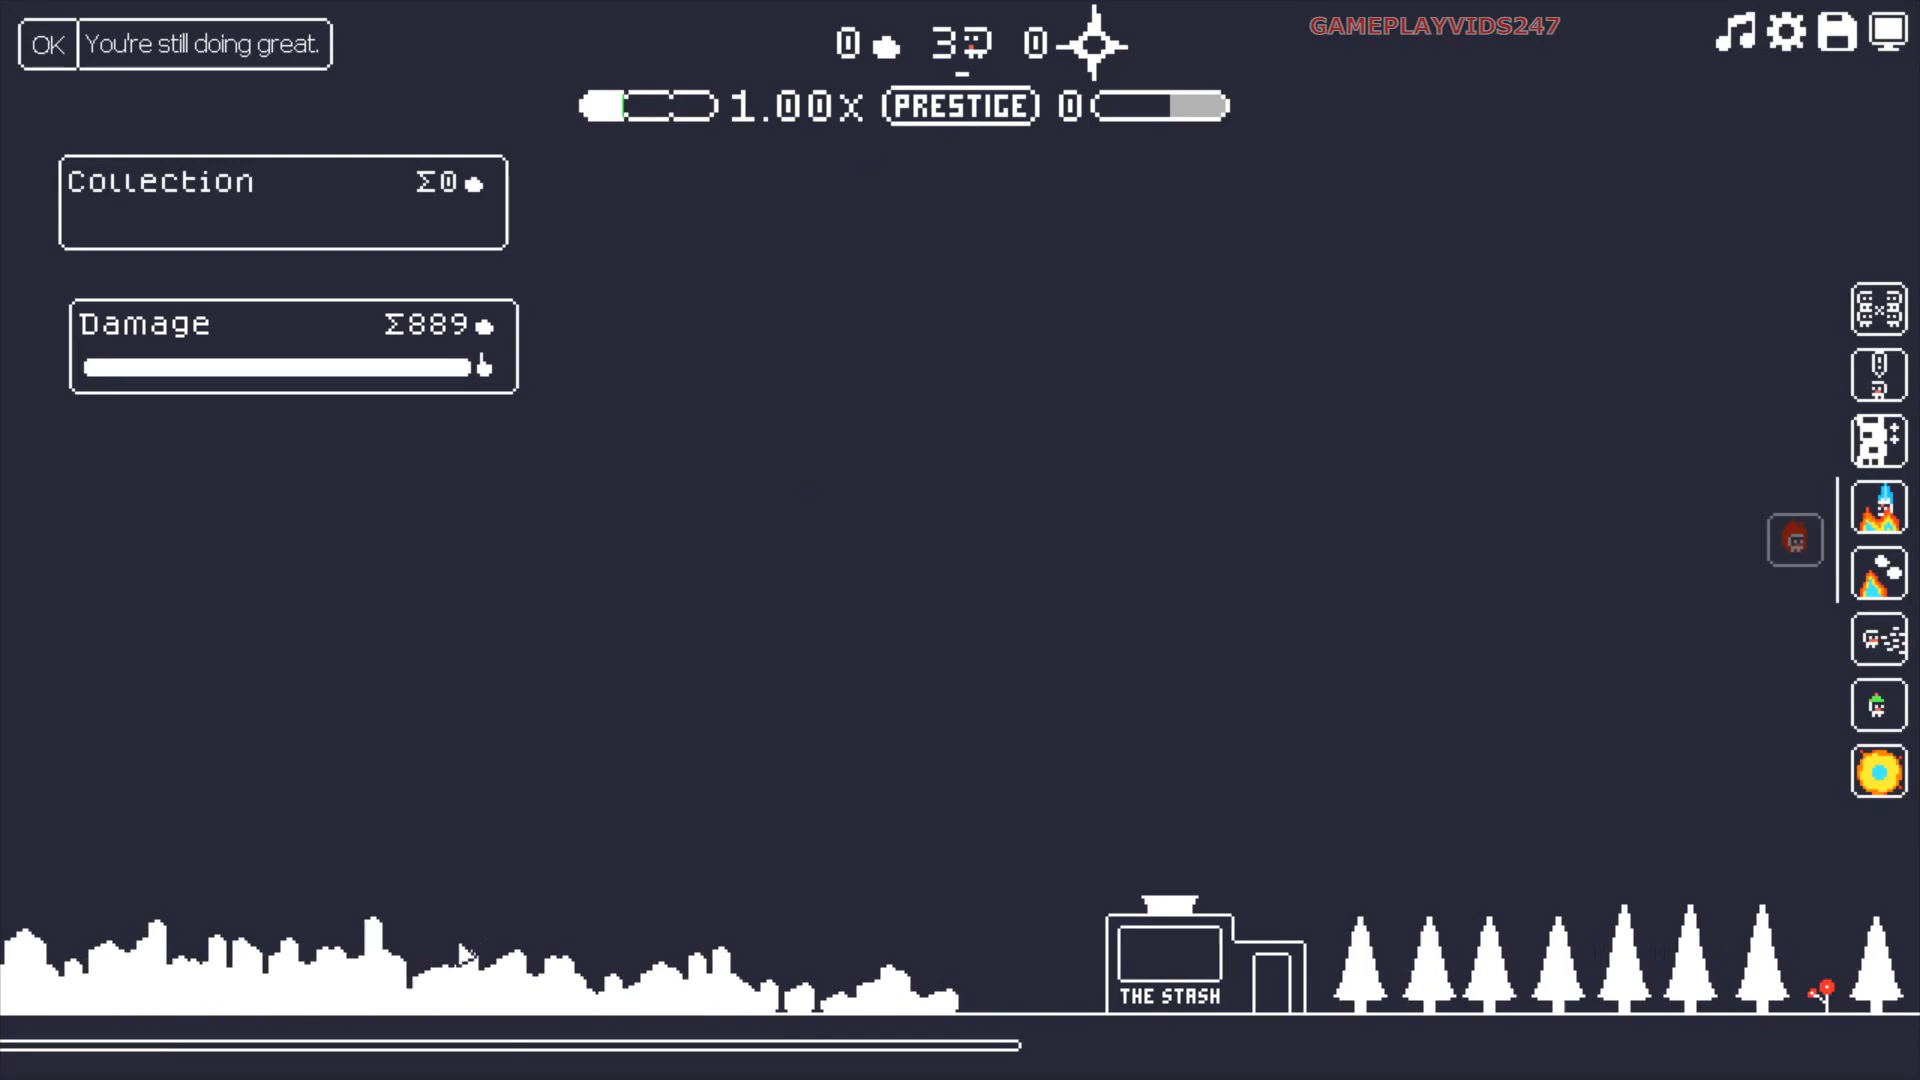 OK You're still doing great.
0 3 0
GAMEPLAYVIDS247
1.00x PRESTIGE 0
Collection Σ0
Damage Σ889
THE STASH